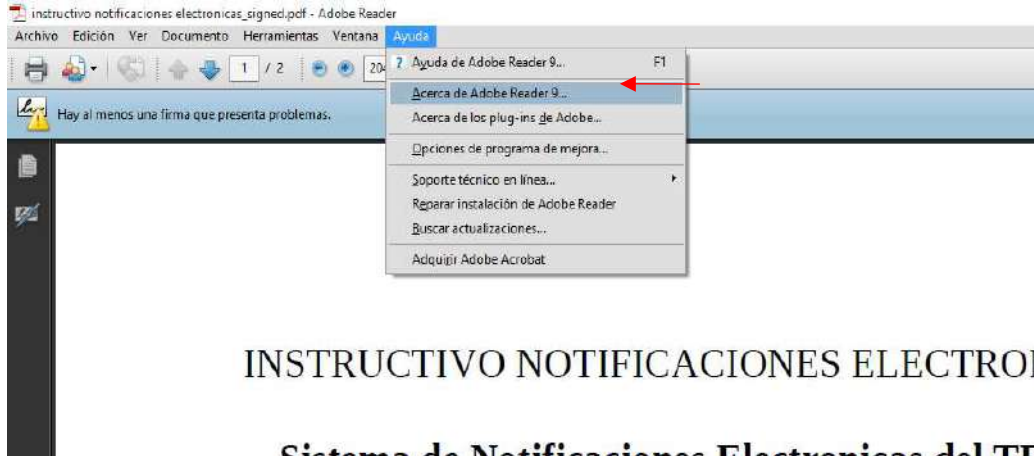 instructivo notificaciones electronicas_signed.pdf - Adobe Reader
Archivo Edición Ver Documento Herramientas Ventana Ayuda
1 / 2 204
? Ayuda de Adobe Reader 9... F1
Acerca de Adobe Reader 9...
Hay al menos una firma que presenta problemas.
Acerca de los plug-ins de Adobe...
Opciones de programa de mejora...
Soporte técnico en línea...
Reparar instalación de Adobe Reader
Buscar actualizaciones...
Adquirir Adobe Acrobat
INSTRUCTIVO NOTIFICACIONES ELECTRO
Sistema de Notificaciones Electronicas del